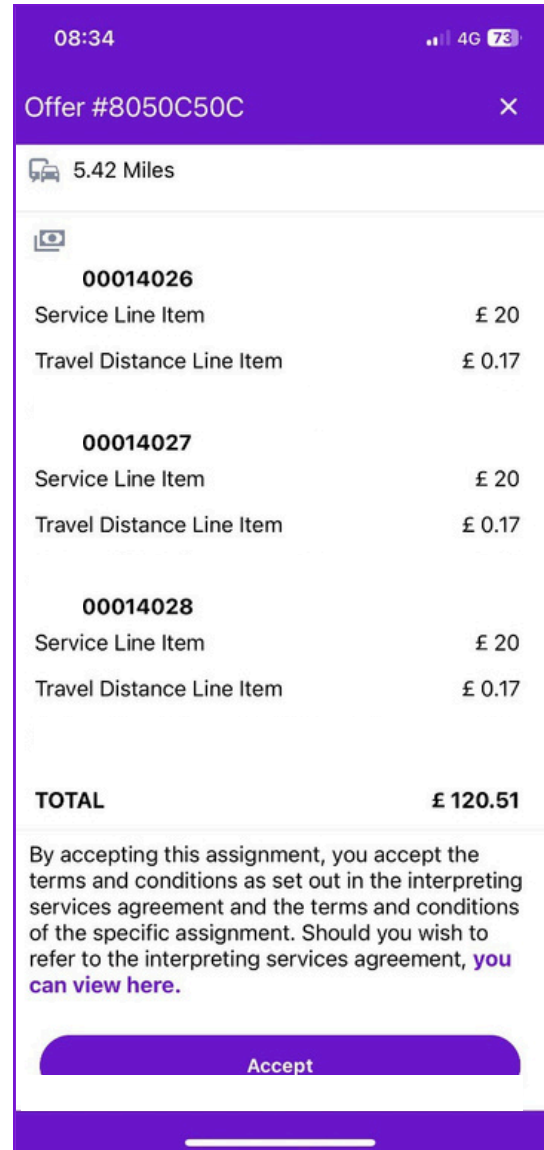 08:34 4G 73
Offer #8050C50C ×
5.42 Miles
00014026
Service Line Item £ 20
Travel Distance Line Item £ 0.17
00014027
Service Line Item £ 20
Travel Distance Line Item £ 0.17
00014028
Service Line Item £ 20
Travel Distance Line Item £ 0.17
TOTAL £ 120.51
By accepting this assignment, you accept the
terms and conditions as set out in the interpreting
services agreement and the terms and conditions
of the specific assignment. Should you wish to
refer to the interpreting services agreement, you
can view here.
Accept